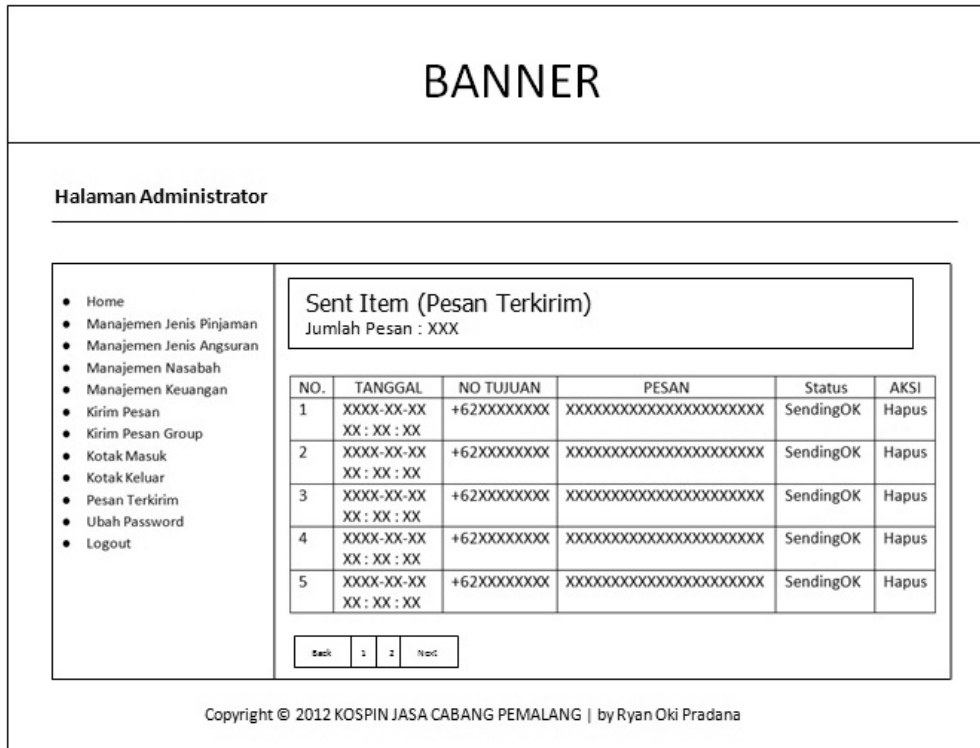 BANNER
Halaman Administrator
Home
Manajemen Jenis Pinjaman
Manajemen Jenis Angsuran
Manajemen Nasabah
Manajemen Keuangan
Kirim Pesan
Kirim Pesan Group
Kotak Masuk
Kotak Keluar
Pesan Terkirim
Ubah Password
Logout
Sent Item (Pesan Terkirim)
Jumlah Pesan : XXX
NO. TANGGAL NO TUJUAN PESAN Status AKSI
1 XXXX-XX-XX +62XXXXXXXX XXXXXXXXXXXXXXXXXXXXXX SendingOK Hapus
XX : XX : XX
2 XXXX-XX-XX +62XXXXXXXX XXXXXXXXXXXXXXXXXXXXXX SendingOK Hapus
XX : XX : XX
3 XXXX-XX-XX +62XXXXXXXX XXXXXXXXXXXXXXXXXXXXXX SendingOK Hapus
XX : XX : XX
4 XXXX-XX-XX +62XXXXXXXX XXXXXXXXXXXXXXXXXXXXXX SendingOK Hapus
XX : XX : XX
5 XXXX-XX-XX +62XXXXXXXX XXXXXXXXXXXXXXXXXXXXXX SendingOK Hapus
XX : XX : XX
Back 1 2 Next
Copyright © 2012 KOSPIN JASA CABANG PEMALANG | by Ryan Oki Pradana